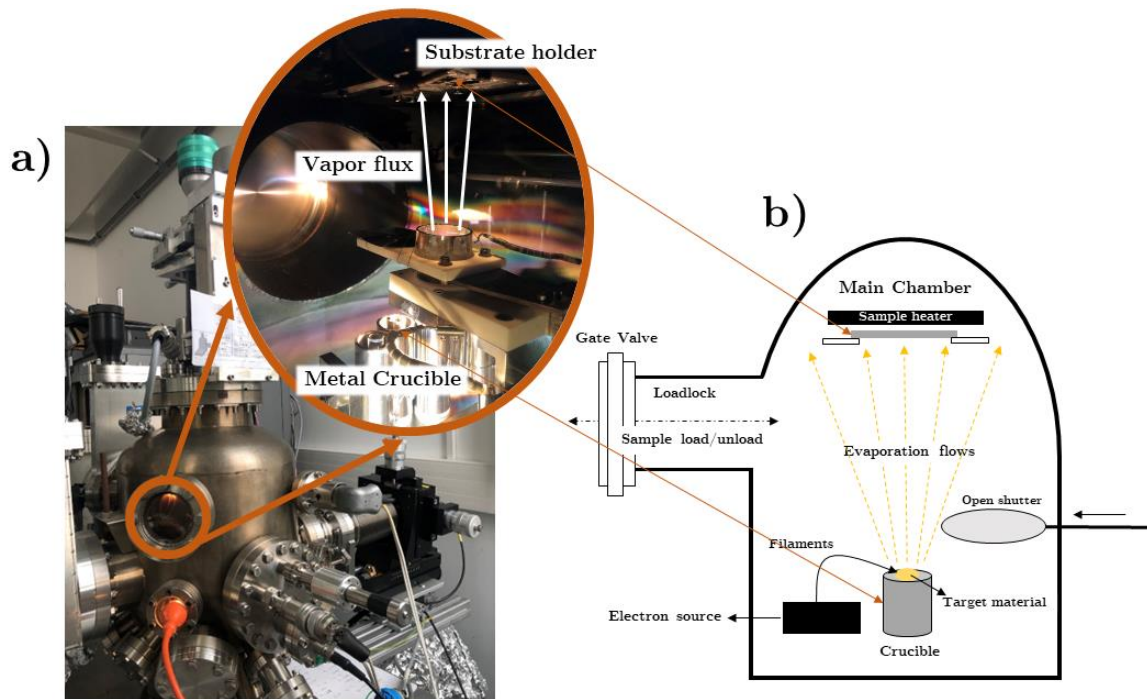 a)
Substrate holder
Vapor flux
Metal Crucible
b)
Main Chamber
Sample heater
Gate Valve
Loadlock
Sample load/unload
Evaporation flows
Open shutter
Filaments
Target material
Electron source
Crucible